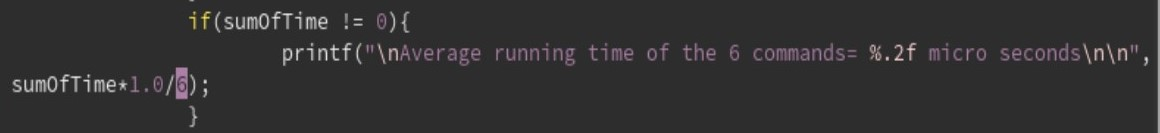 if(sumOfTime != 0){
printf("\nAverage running time of the 6 commands= %.2f micro seconds\n\n",
sumOfTime*1.0/6);
}